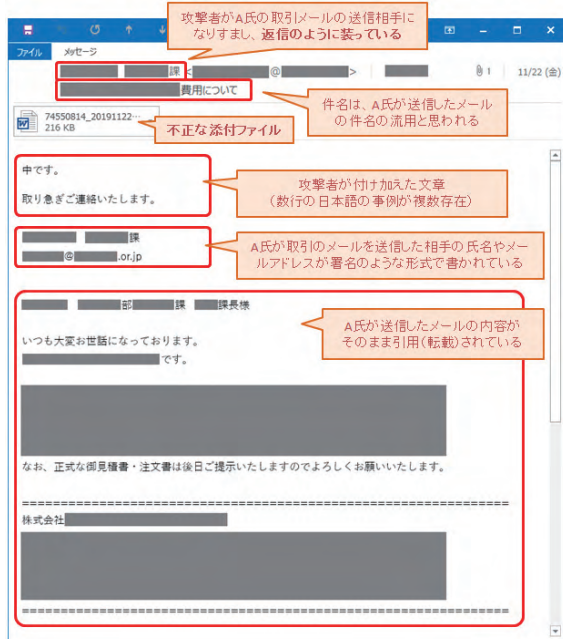 攻撃者がA氏の取引メールの送信相手に
なりすまし、返信のように装っている
ファイル メッセージ
課 <
@
>
1
11/22 (金)
費用について
件名は、A氏が送信したメール
の件名の流用と思われる
74550814_20191122…
216 KB
不正な添付ファイル
中です。
取り急ぎご連絡いたします。
攻撃者が付け加えた文章
(数行の日本語の事例が複数存在)
課
@ .or.jp
A氏が取引のメールを送信した相手の氏名やメー
ルアドレスが署名のような形式で書かれている
部 課 課長様
A氏が送信したメールの内容が
そのまま引用(転載)されている
いつも大変お世話になっております。
です。
なお、正式な御見積書・注文書は後日ご提示いたしますのでよろしくお願いいたします。
================================================================
株式会社
================================================================